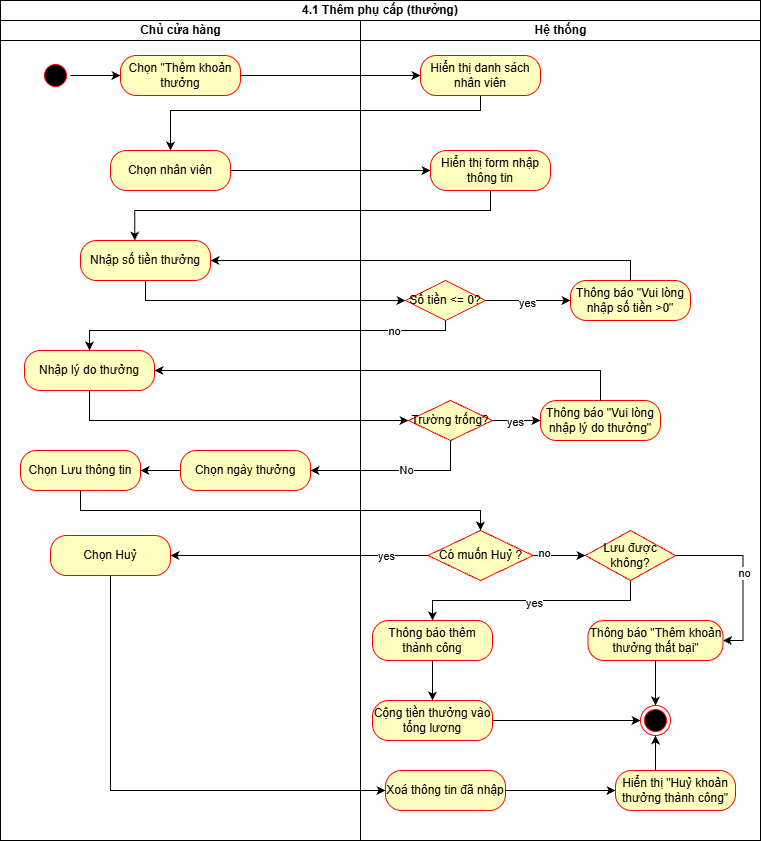 4.1 Thêm phụ cấp (thưởng)
Chủ cửa hàng
Hệ thống
Chọn "Thêm khoản
thưởng
Hiển thị danh sách
nhân viên
Chọn nhân viên
Hiển thị form nhập
thông tin
Nhập số tiền thưởng
Số tiền <= 0?
yes
Thông báo "Vui lòng
nhập số tiền >0"
no
Nhập lý do thưởng
Trường trống?
yes
Thông báo "Vui lòng
nhập lý do thưởng"
Chọn Lưu thông tin
Chọn ngày thưởng
No
Chọn Huỷ
yes
Có muốn Huỷ ?
no
Lưu được
không?
no
yes
Thông báo thêm
thành công
Thông báo "Thêm khoản
thưởng thất bại"
Cộng tiền thưởng vào
tổng lương
Xoá thông tin đã nhập
Hiển thị "Huỷ khoản
thưởng thành công"